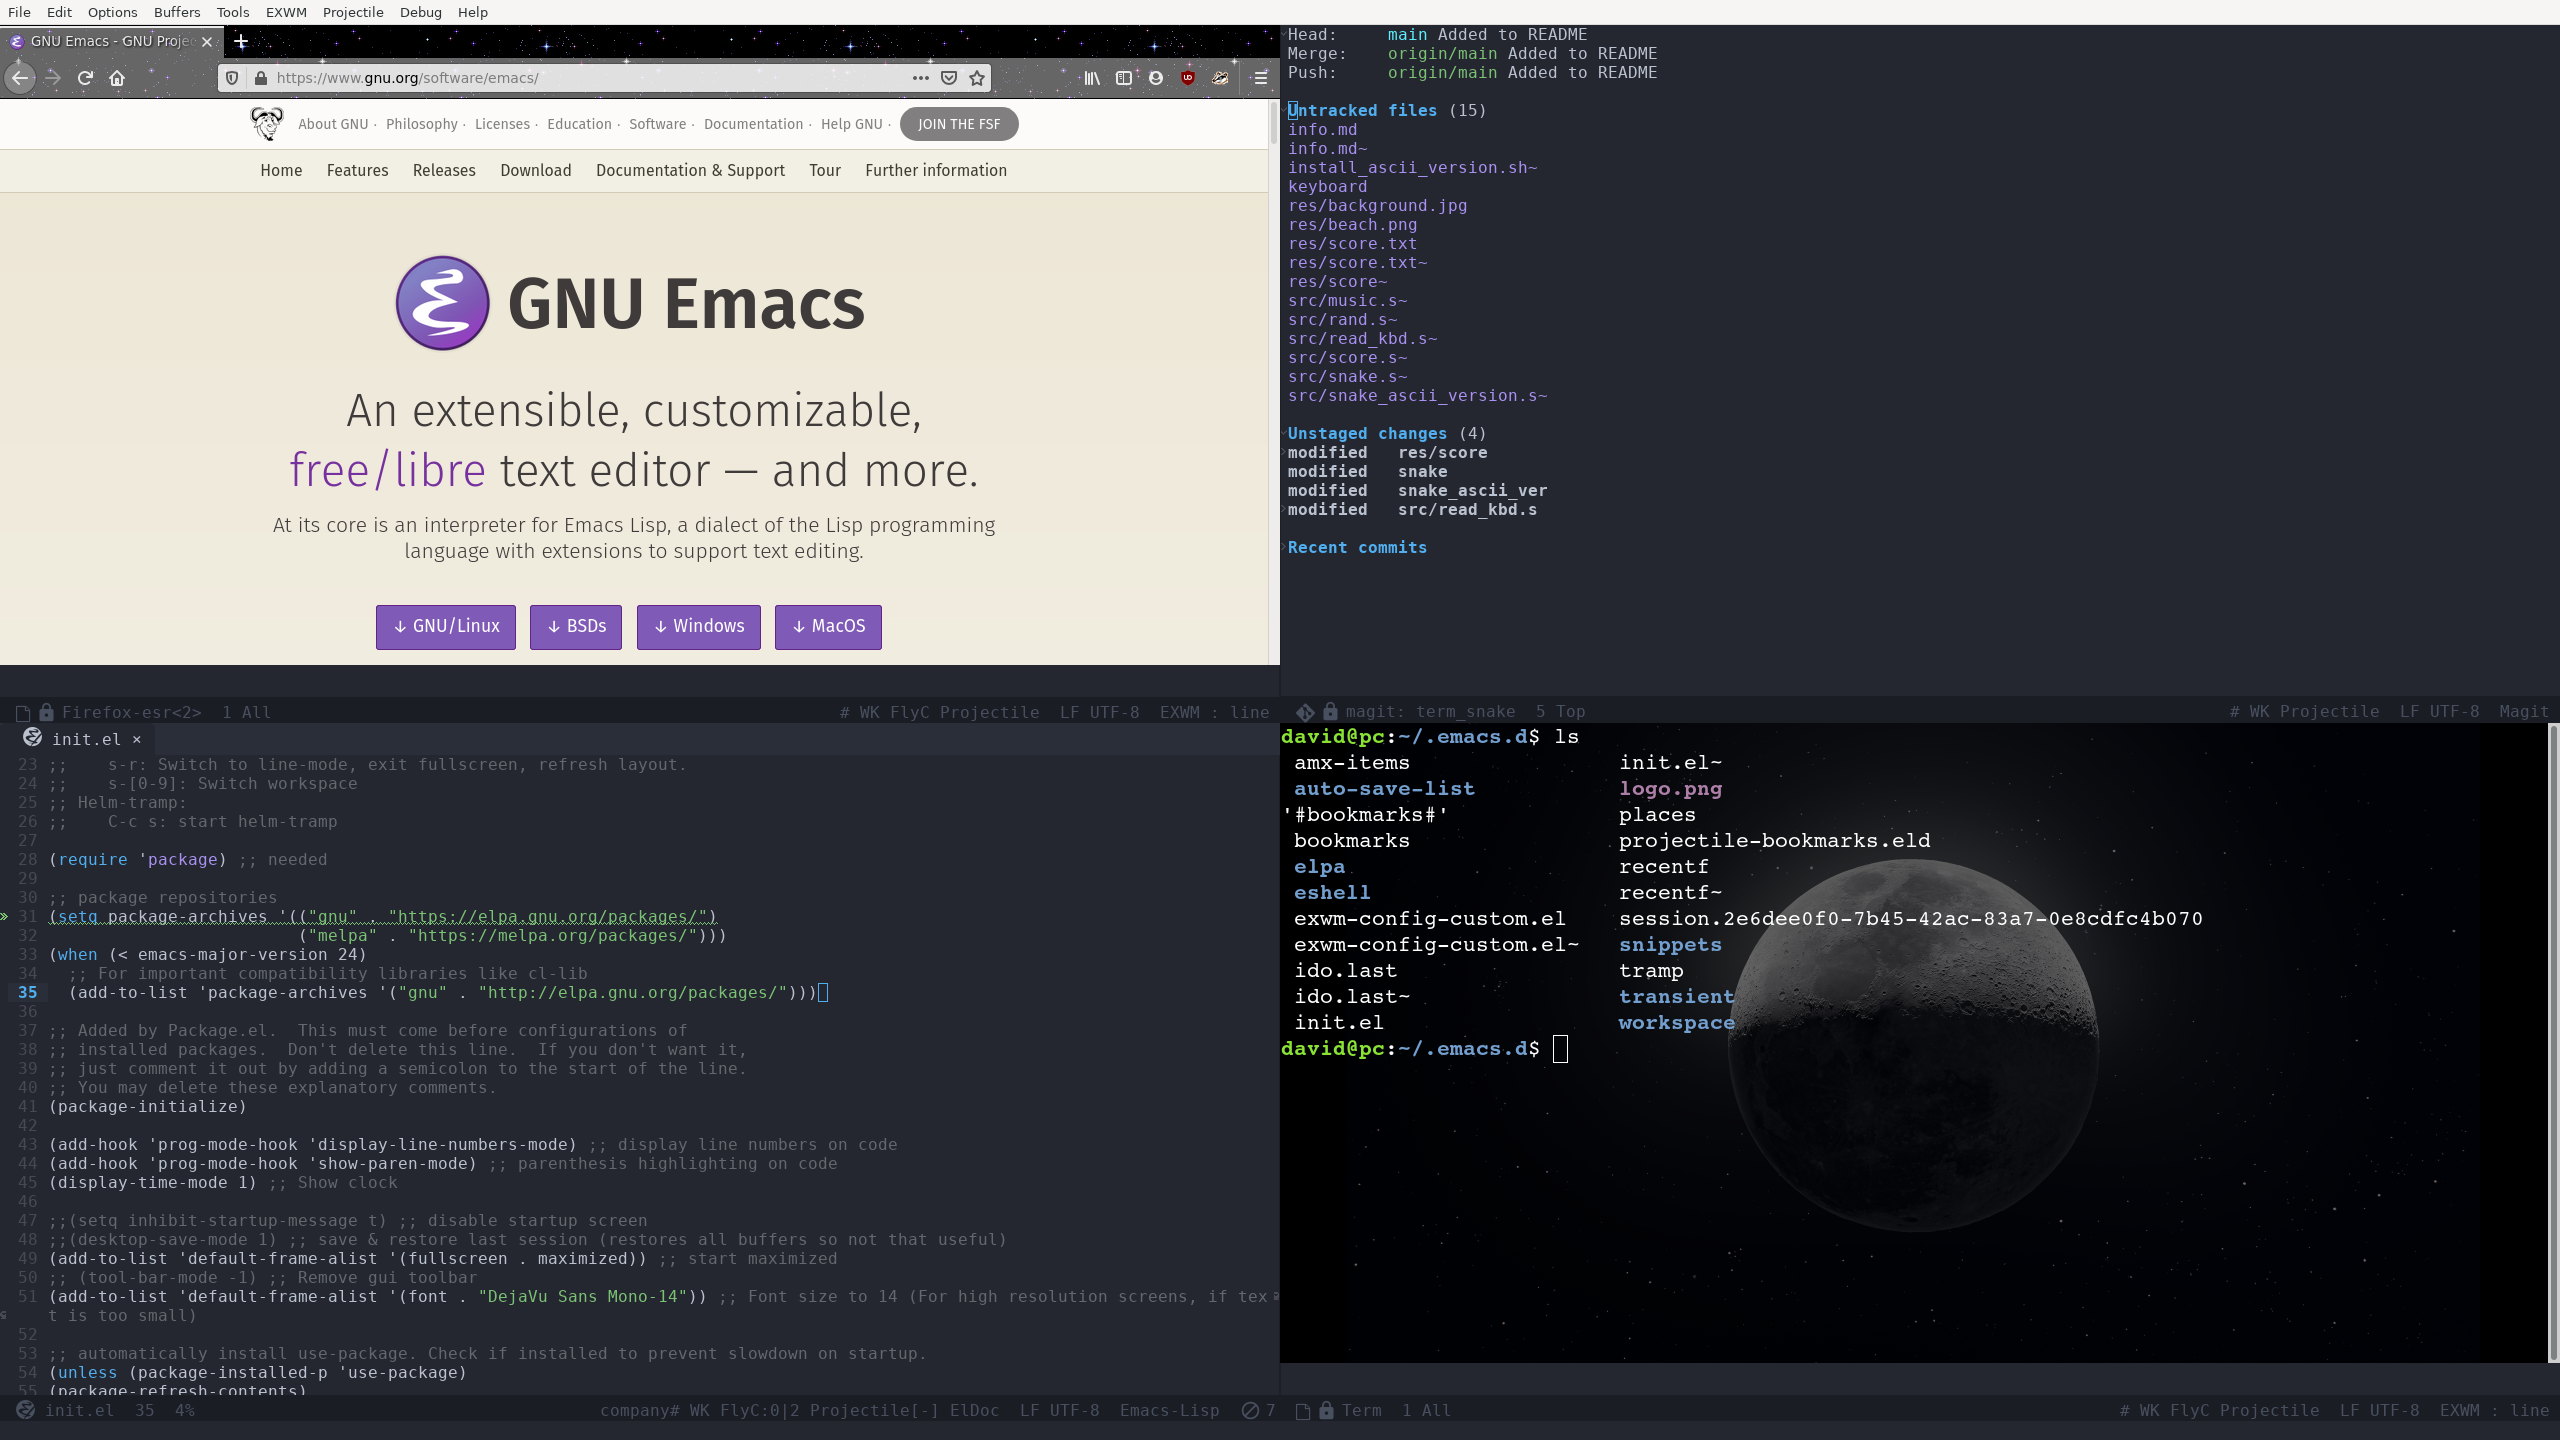 File Edit Options Buffers Tools EXWM Projectile Debug Help
GNU Emacs - GNU Proje
https://www.gnu.org/software/emacs/
About GNU · Philosophy · Licenses · Education · Software · Documentation · Help GNU · JOIN THE FSF
Home Features Releases Download Documentation & Support Tour Further information
GNU Emacs
An extensible, customizable,
free/libre text editor — and more.
At its core is an interpreter for Emacs Lisp, a dialect of the Lisp programming
language with extensions to support text editing.
↓ GNU/Linux ↓ BSDs ↓ Windows ↓ MacOS
Firefox-esr<2> 1 All # WK FlyC Projectile LF UTF-8 EXWM : line
Head: main Added to README
Merge: origin/main Added to README
Push: origin/main Added to README
Untracked files (15)
info.md
info.md~
install_ascii_version.sh~
keyboard
res/background.jpg
res/beach.png
res/score.txt
res/score.txt~
res/score~
src/music.s~
src/rand.s~
src/read_kbd.s~
src/score.s~
src/snake.s~
src/snake_ascii_version.s~
Unstaged changes (4)
modified res/score
modified snake
modified snake_ascii_ver
modified src/read_kbd.s
Recent commits
magit: term_snake 5 Top # WK Projectile LF UTF-8 Magit
init.el ×
23 ;;    s-r: Switch to line-mode, exit fullscreen, refresh layout.
24 ;;    s-[0-9]: Switch workspace
25 ;; Helm-tramp:
26 ;;    C-c s: start helm-tramp
27
28 (require 'package) ;; needed
29
30 ;; package repositories
31 (setq package-archives '(("gnu" . "https://elpa.gnu.org/packages/")
32                          ("melpa" . "https://melpa.org/packages/")))
33 (when (< emacs-major-version 24)
34   ;; For important compatibility libraries like cl-lib
35   (add-to-list 'package-archives '("gnu" . "http://elpa.gnu.org/packages/")))
36
37 ;; Added by Package.el.  This must come before configurations of
38 ;; installed packages.  Don't delete this line.  If you don't want it,
39 ;; just comment it out by adding a semicolon to the start of the line.
40 ;; You may delete these explanatory comments.
41 (package-initialize)
42
43 (add-hook 'prog-mode-hook 'display-line-numbers-mode) ;; display line numbers on code
44 (add-hook 'prog-mode-hook 'show-paren-mode) ;; parenthesis highlighting on code
45 (display-time-mode 1) ;; Show clock
46
47 ;;(setq inhibit-startup-message t) ;; disable startup screen
48 ;;(desktop-save-mode 1) ;; save & restore last session (restores all buffers so not that useful)
49 (add-to-list 'default-frame-alist '(fullscreen . maximized)) ;; start maximized
50 ;; (tool-bar-mode -1) ;; Remove gui toolbar
51 (add-to-list 'default-frame-alist '(font . "DejaVu Sans Mono-14")) ;; Font size to 14 (For high resolution screens, if tex
t is too small)
52
53 ;; automatically install use-package. Check if installed to prevent slowdown on startup.
54 (unless (package-installed-p 'use-package)
55 (package-refresh-contents)
init.el 35 4% company# WK FlyC:0|2 Projectile[-] ElDoc LF UTF-8 Emacs-Lisp 7
david@pc:~/.emacs.d$ ls
amx-items init.el~
auto-save-list logo.png
'#bookmarks#' places
bookmarks projectile-bookmarks.eld
elpa recentf
eshell recentf~
exwm-config-custom.el session.2e6dee0f0-7b45-42ac-83a7-0e8cdfc4b070
exwm-config-custom.el~ snippets
ido.last tramp
ido.last~ transient
init.el workspace
david@pc:~/.emacs.d$
Term 1 All # WK FlyC Projectile LF UTF-8 EXWM : line